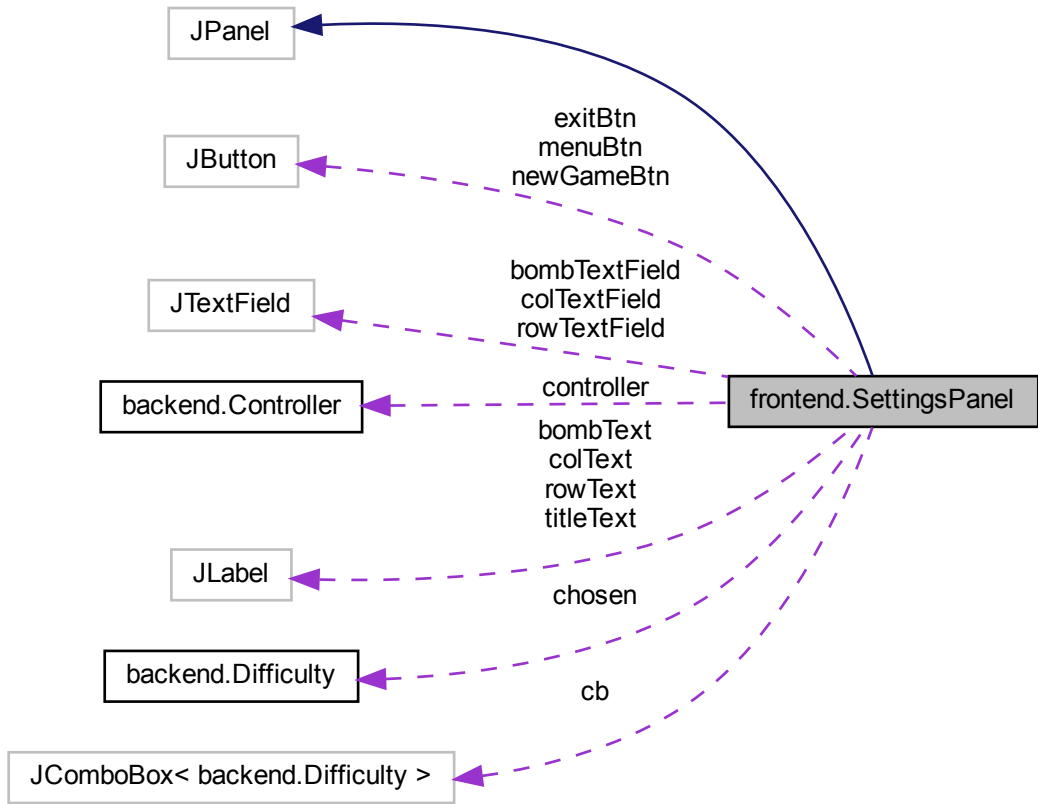 JPanel
exitBtn
menuBtn
newGameBtn
JButton
bombTextField
colTextField
rowTextField
JTextField
controller
backend.Controller
frontend.SettingsPanel
bombText
colText
rowText
titleText
JLabel
chosen
backend.Difficulty
cb
JComboBox< backend.Difficulty >